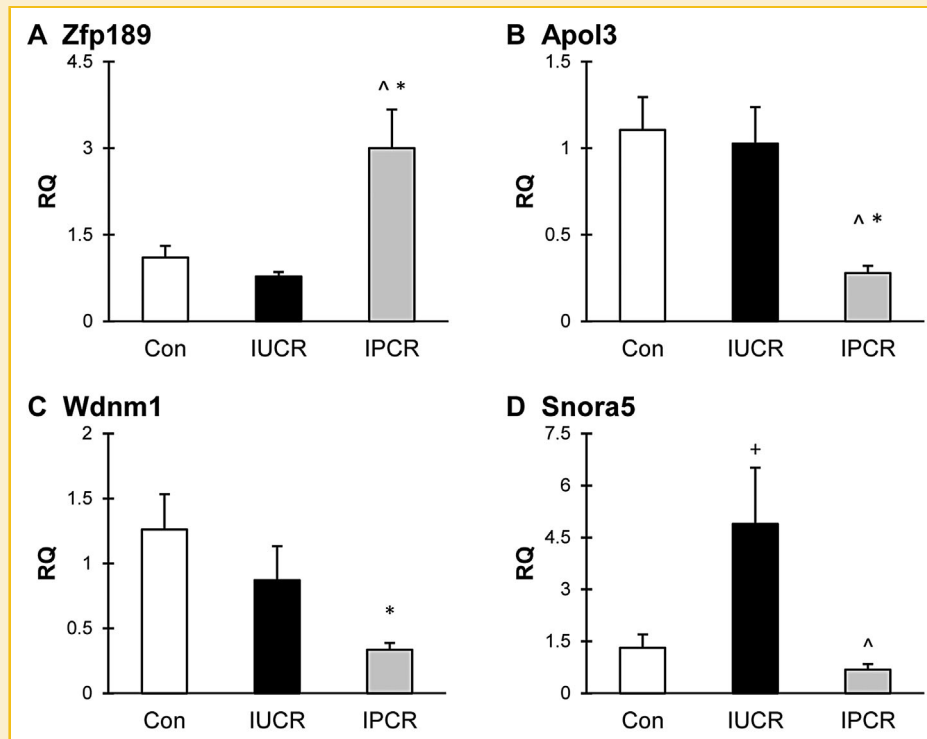 A Zfp189
4.5
3
1.5
0
RQ
^ *
Con IUCR IPCR
B Apol3
1.5
1
0.5
0
RQ
^ *
Con IUCR IPCR
C Wdnm1
2
1.5
1
0.5
0
RQ
*
Con IUCR IPCR
D Snora5
7.5
6
4.5
3
1.5
0
RQ
+
^
Con IUCR IPCR